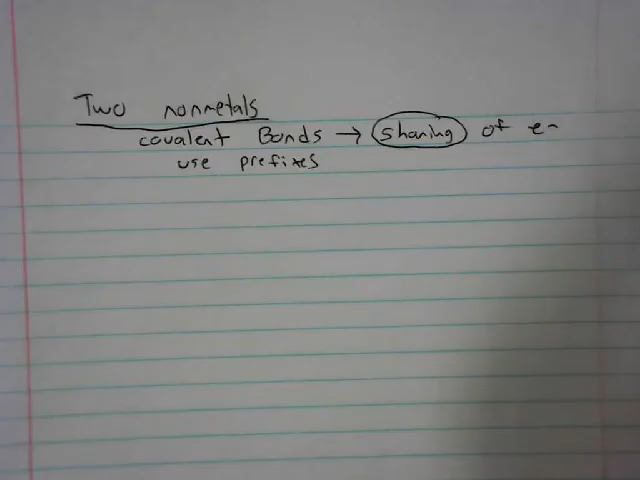 Two nonmetals
covalent Bonds → sharing of e-
use prefixes